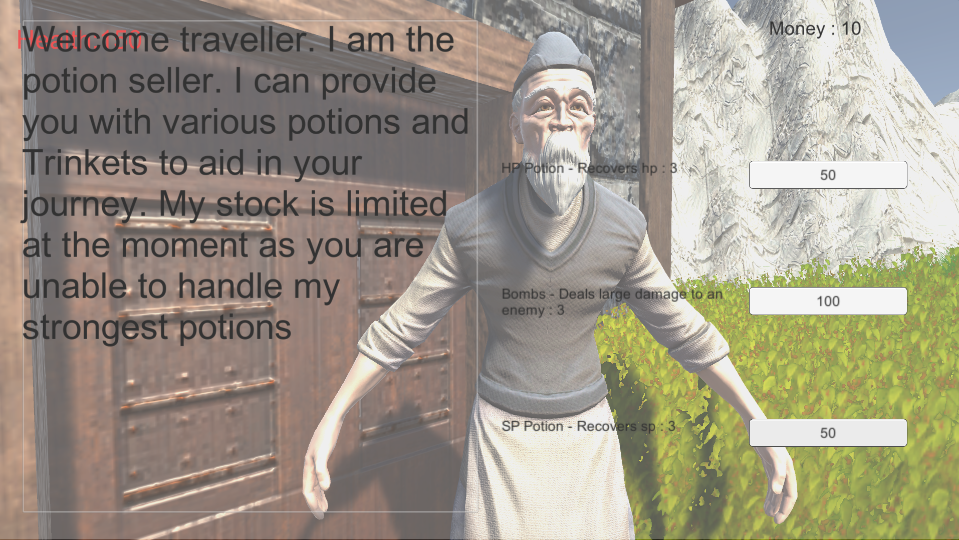 Health:100
Welcome traveller. I am the
potion seller. I can provide
you with various potions and
Trinkets to aid in your
journey. My stock is limited
at the moment as you are
unable to handle my
strongest potions
Money : 10
HP Potion - Recovers hp : 3
50
Bombs - Deals large damage to an
enemy : 3
100
SP Potion - Recovers sp : 3
50